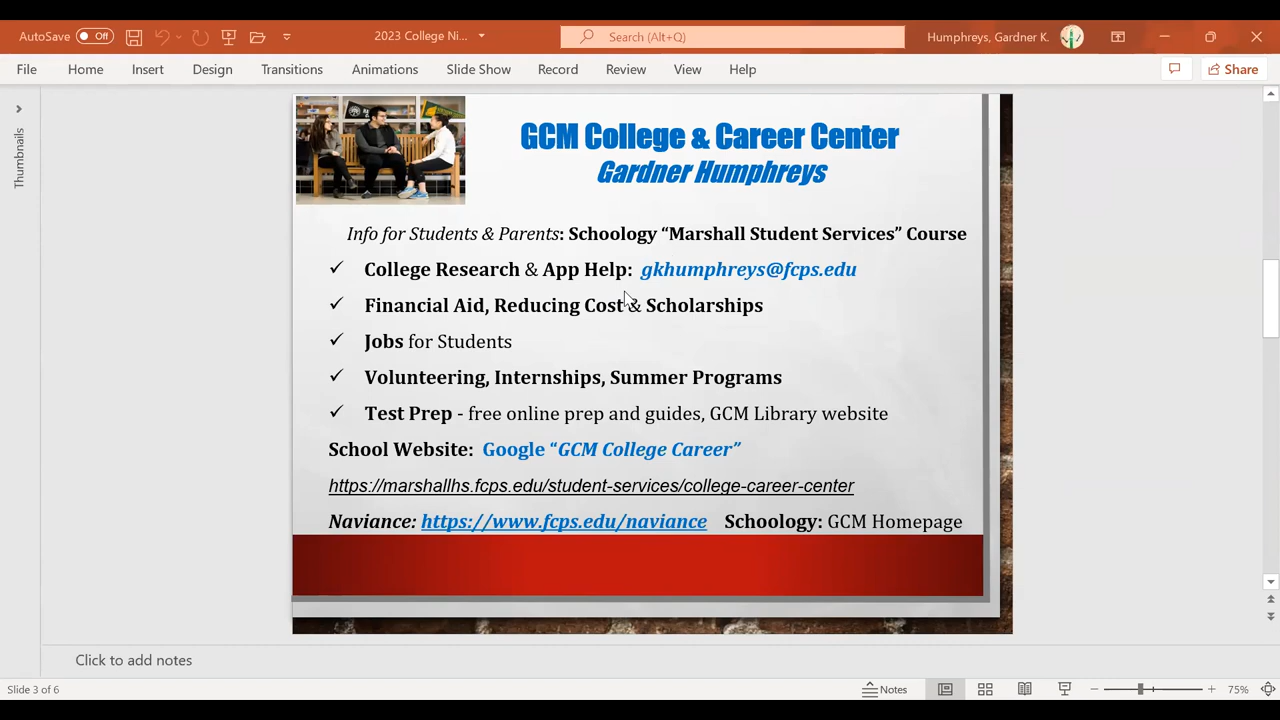 AutoSave Off 2023 College Ni... Search (Alt+Q) Humphreys, Gardner K.
File Home Insert Design Transitions Animations Slide Show Record Review View Help Share
Thumbnails
GCM College & Career Center
Gardner Humphreys
Info for Students & Parents: Schoology “Marshall Student Services” Course
✓ College Research & App Help: gkhumphreys@fcps.edu
✓ Financial Aid, Reducing Cost & Scholarships
✓ Jobs for Students
✓ Volunteering, Internships, Summer Programs
✓ Test Prep - free online prep and guides, GCM Library website
School Website: Google “GCM College Career”
https://marshallhs.fcps.edu/student-services/college-career-center
Naviance: https://www.fcps.edu/naviance Schoology: GCM Homepage
Click to add notes
Slide 3 of 6 Notes 75%